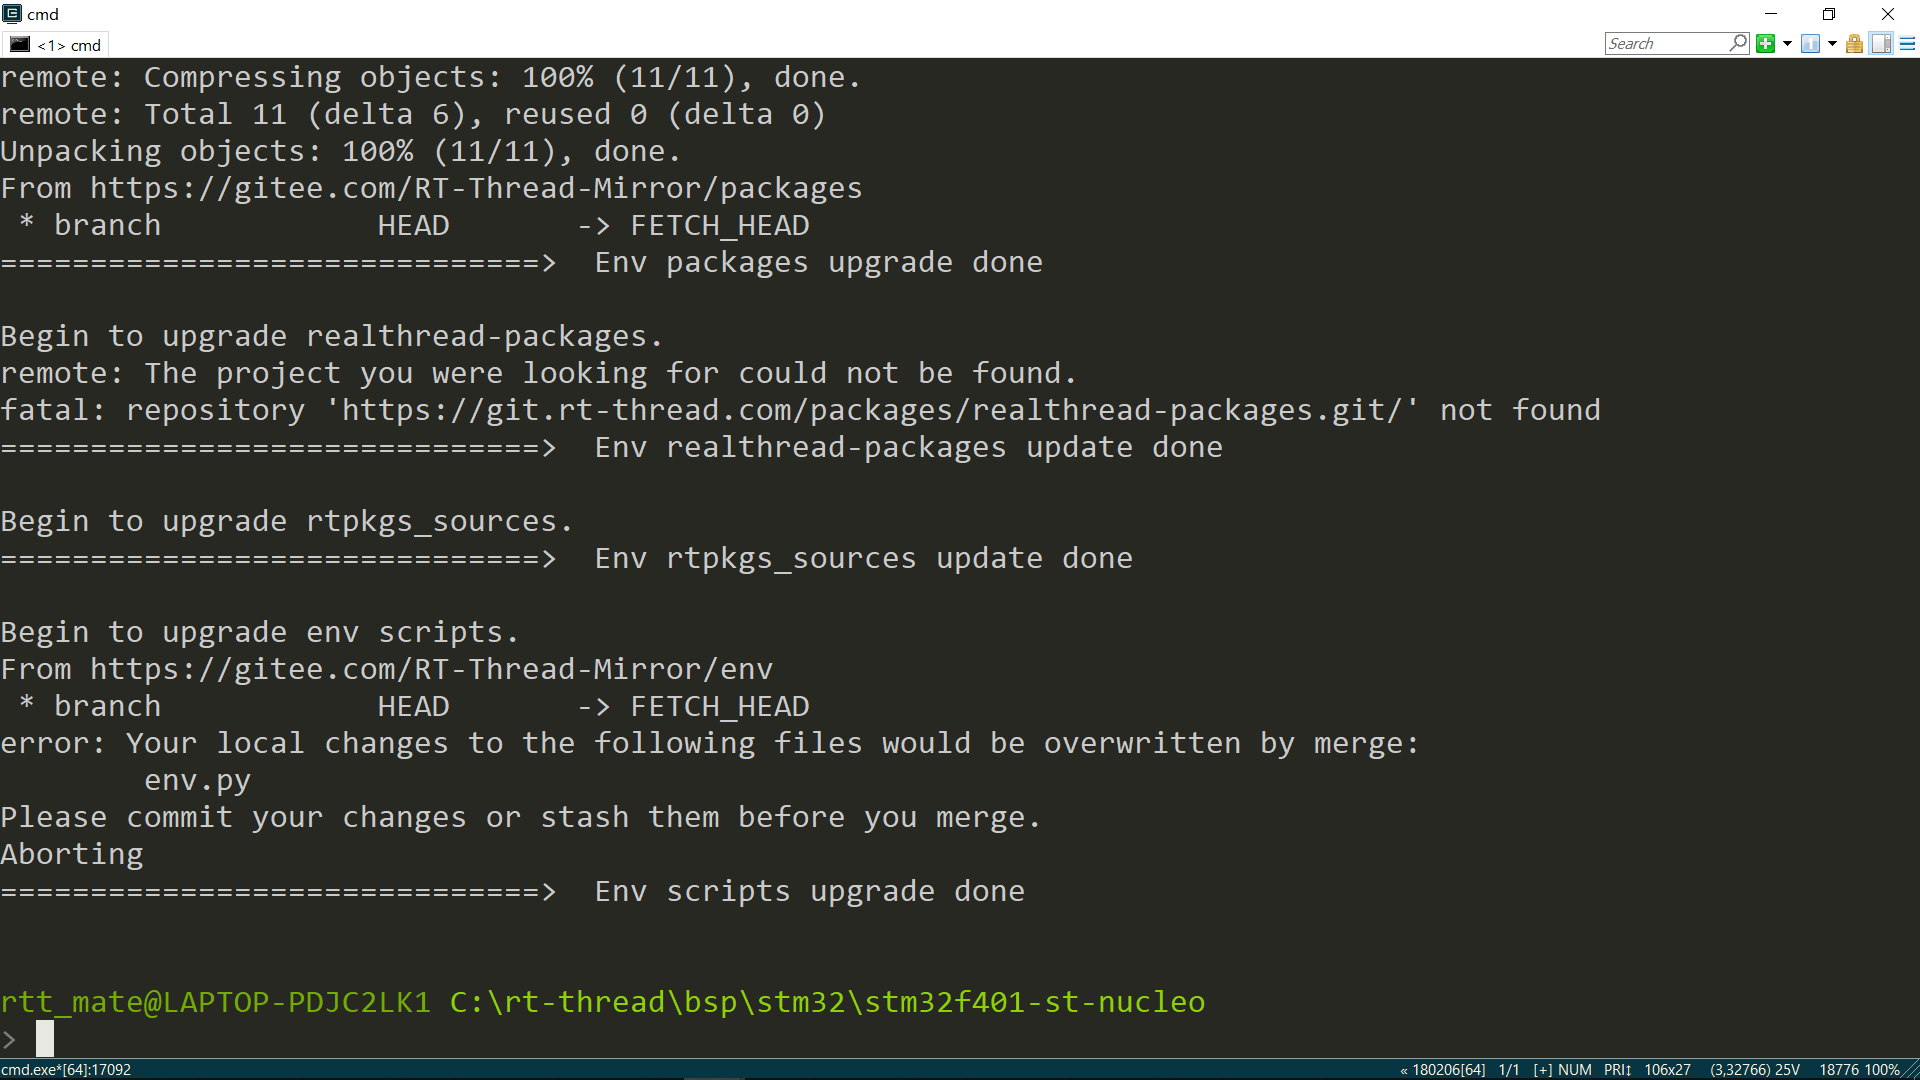 cmd
<1> cmd
Search
remote: Compressing objects: 100% (11/11), done.
remote: Total 11 (delta 6), reused 0 (delta 0)
Unpacking objects: 100% (11/11), done.
From https://gitee.com/RT-Thread-Mirror/packages
 * branch            HEAD       -> FETCH_HEAD
==============================>  Env packages upgrade done
Begin to upgrade realthread-packages.
remote: The project you were looking for could not be found.
fatal: repository 'https://git.rt-thread.com/packages/realthread-packages.git/' not found
==============================>  Env realthread-packages update done
Begin to upgrade rtpkgs_sources.
==============================>  Env rtpkgs_sources update done
Begin to upgrade env scripts.
From https://gitee.com/RT-Thread-Mirror/env
 * branch            HEAD       -> FETCH_HEAD
error: Your local changes to the following files would be overwritten by merge:
        env.py
Please commit your changes or stash them before you merge.
Aborting
==============================>  Env scripts upgrade done
rtt_mate@LAPTOP-PDJC2LK1 C:\rt-thread\bsp\stm32\stm32f401-st-nucleo
>
cmd.exe*[64]:17092 « 180206[64] 1/1 [+] NUM PRI↕ 106x27 (3,32766) 25V 18776 100%